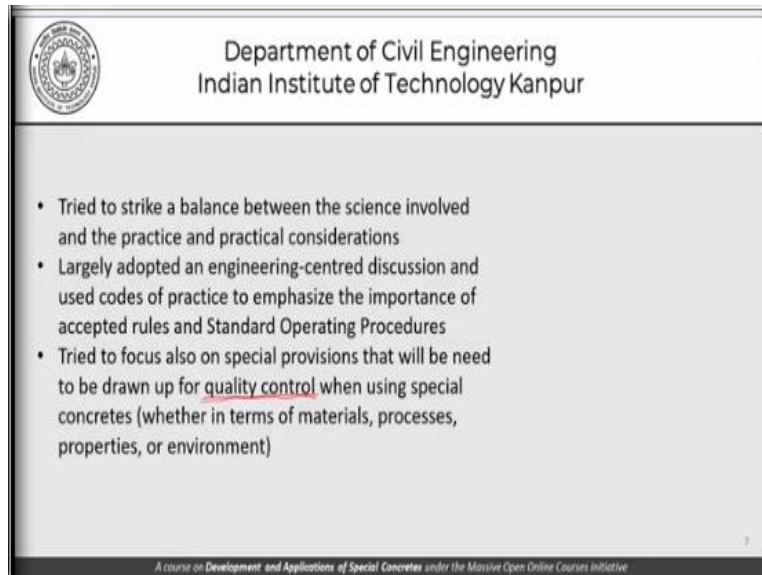 Department of Civil Engineering
Indian Institute of Technology Kanpur
• Tried to strike a balance between the science involved
and the practice and practical considerations
• Largely adopted an engineering-centred discussion and
used codes of practice to emphasize the importance of
accepted rules and Standard Operating Procedures
• Tried to focus also on special provisions that will be need
to be drawn up for quality control when using special
concretes (whether in terms of materials, processes,
properties, or environment)
7
A course on Development and Applications of Special Concretes under the Massive Open Online Courses initiative